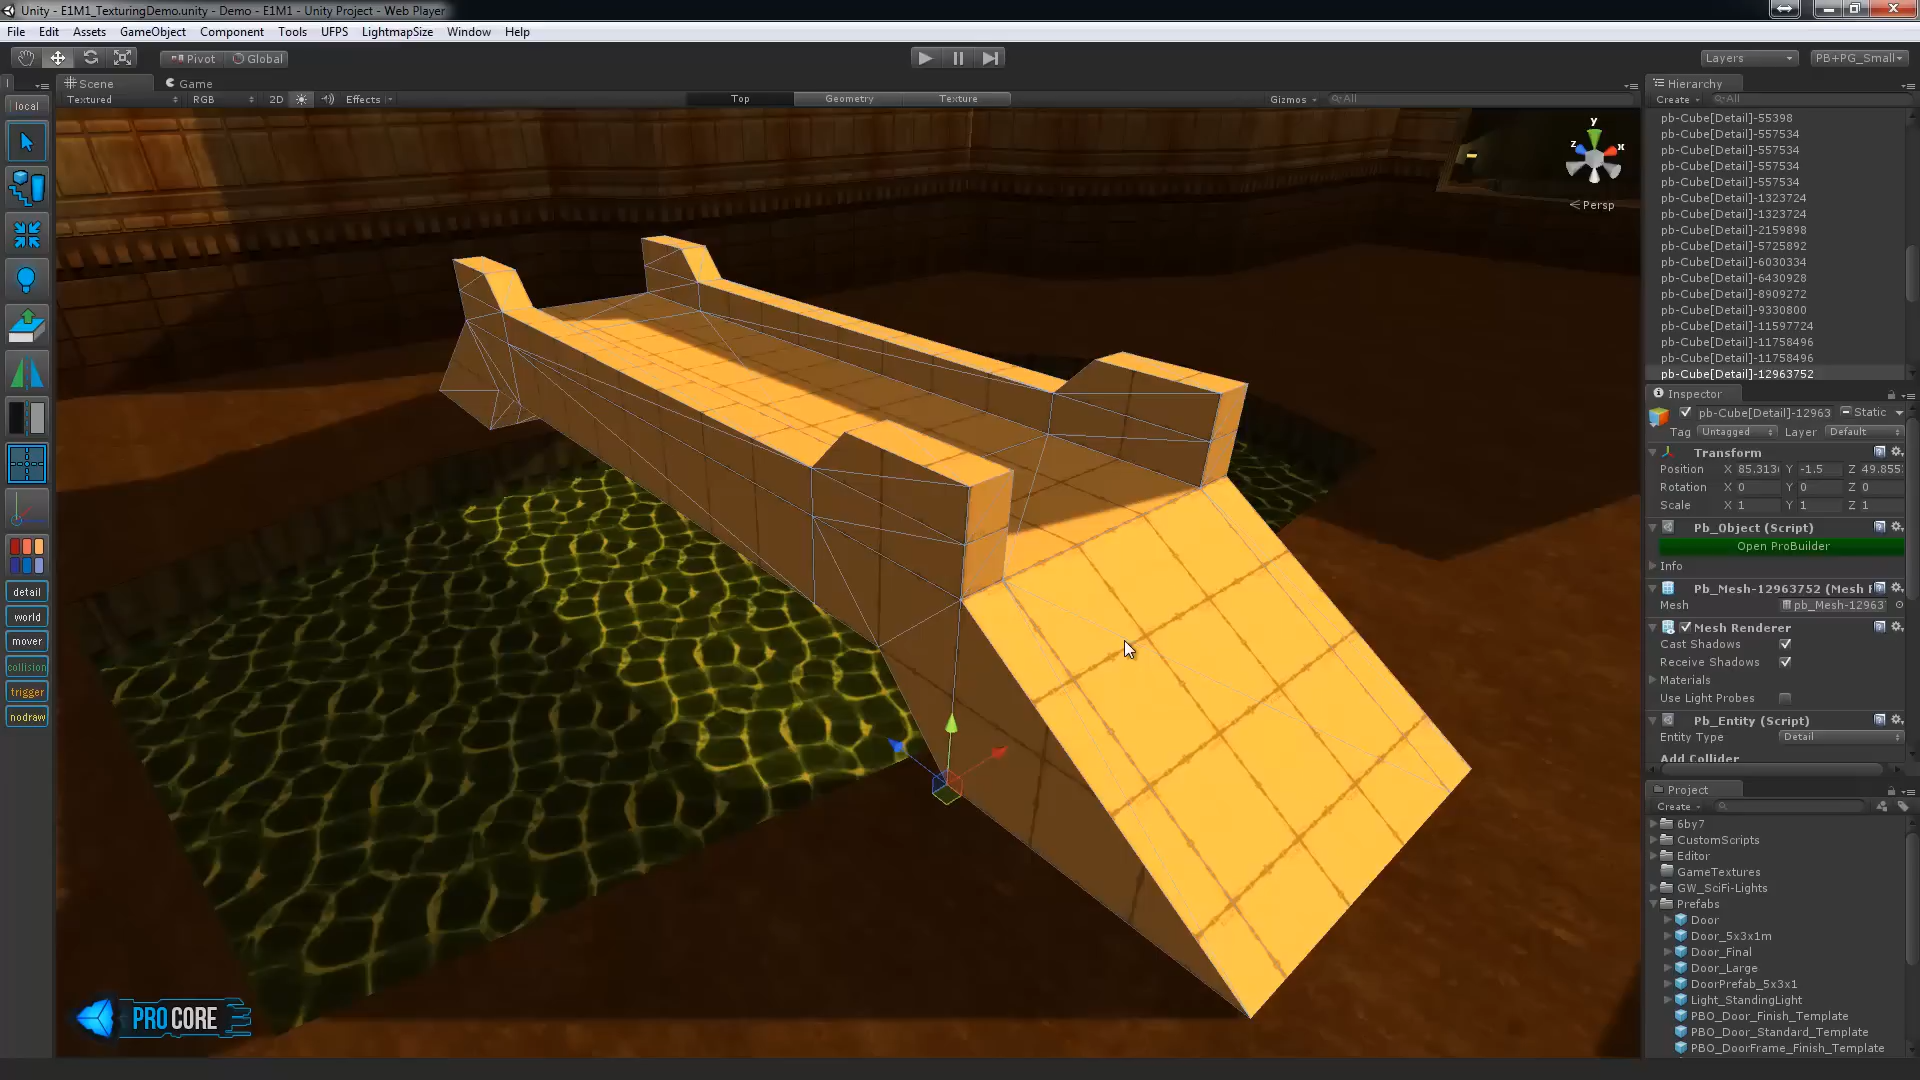 Unity - E1M1_TexturingDemo.unity - Demo - E1M1 - Unity Project - Web Player
File Edit Assets GameObject Component Tools UFPS LightmapSize Window Help
Pivot Global Layers PB+PG_Small
Scene Game
Textured RGB 2D Effects Top Geometry Texture Gizmos All
local
detail
world
mover
collision
trigger
nodraw
y
z x
Persp
PROCORE
Hierarchy
Create All
pb-Cube[Detail]-55398
pb-Cube[Detail]-557534
pb-Cube[Detail]-557534
pb-Cube[Detail]-557534
pb-Cube[Detail]-557534
pb-Cube[Detail]-1323724
pb-Cube[Detail]-1323724
pb-Cube[Detail]-2159898
pb-Cube[Detail]-5725892
pb-Cube[Detail]-6030334
pb-Cube[Detail]-6430928
pb-Cube[Detail]-8909272
pb-Cube[Detail]-9330800
pb-Cube[Detail]-11597724
pb-Cube[Detail]-11758496
pb-Cube[Detail]-11758496
pb-Cube[Detail]-12963752
Inspector
pb-Cube[Detail]-12963 Static
Tag Untagged Layer Default
Transform
Position X 85.313 Y -1.5 Z 49.855
Rotation X 0 Y 0 Z 0
Scale X 1 Y 1 Z 1
Pb_Object (Script)
Open ProBuilder
Info
Pb_Mesh-12963752 (Mesh F
Mesh pb_Mesh-12963
Mesh Renderer
Cast Shadows
Receive Shadows
Materials
Use Light Probes
Pb_Entity (Script)
Entity Type Detail
Add Collider
Project
Create
6by7
CustomScripts
Editor
GameTextures
GW_SciFi-Lights
Prefabs
Door
Door_5x3x1m
Door_Final
Door_Large
DoorPrefab_5x3x1
Light_StandingLight
PBO_Door_Finish_Template
PBO_Door_Standard_Template
PBO_DoorFrame_Finish_Template